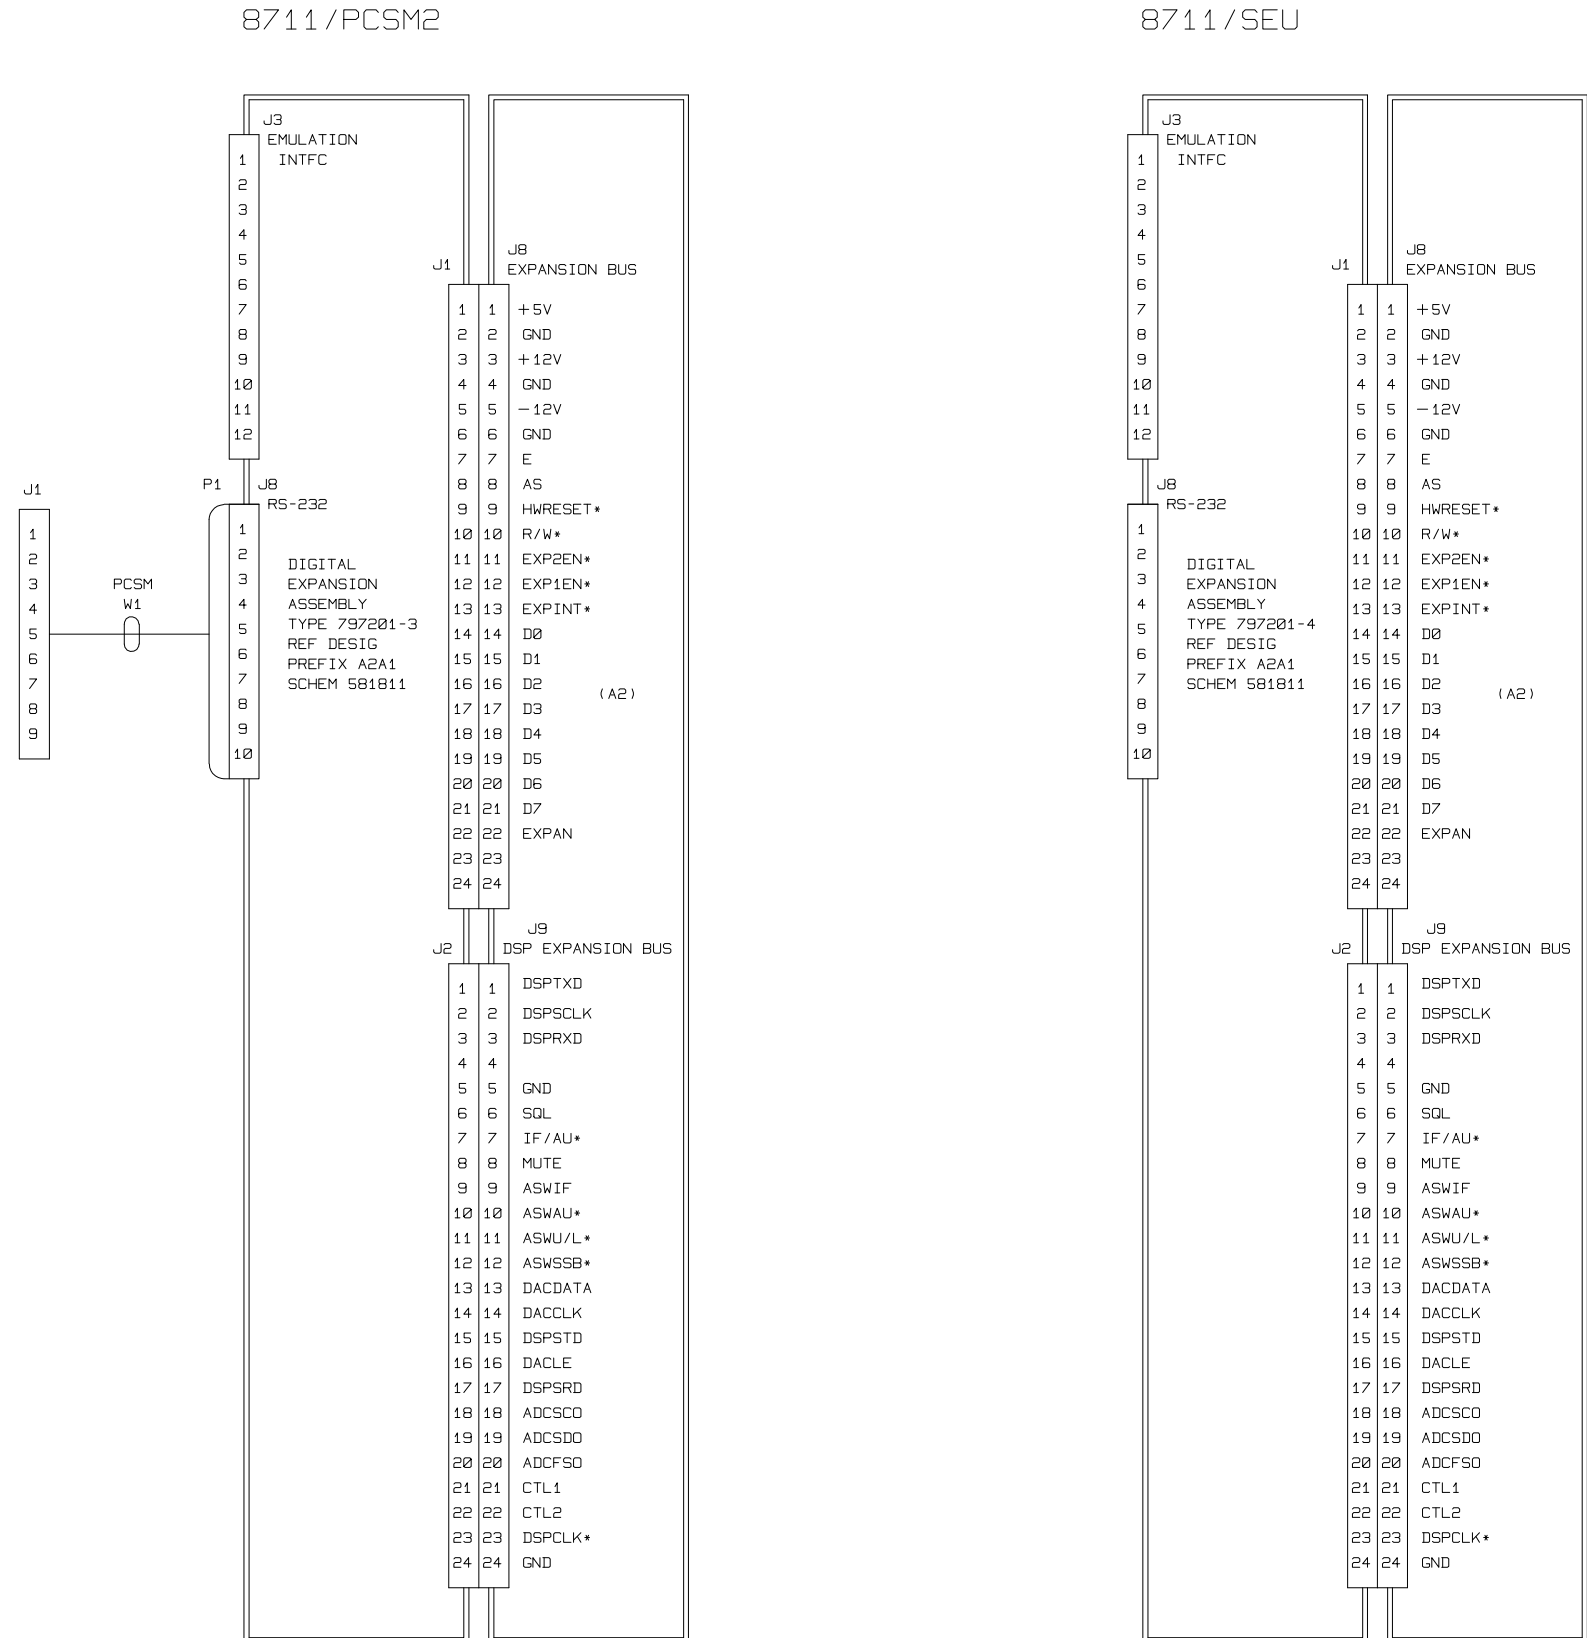 8711/PCSM2
J3
EMULATION
INTFC
1
2
3
4
5
6
7
8
9
10
11
12
P1
J8
RS-232
1
2
3
4
5
6
7
8
9
10
J1
1
2
3
4
5
6
7
8
9
PCSM
W1
DIGITAL
EXPANSION
ASSEMBLY
TYPE 797201-3
REF DESIG
PREFIX A2A1
SCHEM 581811
J1
J8
EXPANSION BUS
1 1 +5V
2 2 GND
3 3 +12V
4 4 GND
5 5 -12V
6 6 GND
7 7 E
8 8 AS
9 9 HWRESET*
10 10 R/W*
11 11 EXP2EN*
12 12 EXP1EN*
13 13 EXPINT*
14 14 D0
15 15 D1
16 16 D2
17 17 D3
18 18 D4
19 19 D5
20 20 D6
21 21 D7
22 22 EXPAN
23 23
24 24
(A2)
J2
J9
DSP EXPANSION BUS
1 1 DSPTXD
2 2 DSPSCLK
3 3 DSPRXD
4 4
5 5 GND
6 6 SQL
7 7 IF/AU*
8 8 MUTE
9 9 ASWIF
10 10 ASWAU*
11 11 ASWU/L*
12 12 ASWSSB*
13 13 DACDATA
14 14 DACCLK
15 15 DSPSTD
16 16 DACLE
17 17 DSPSRD
18 18 ADCSCO
19 19 ADCSDO
20 20 ADCFSO
21 21 CTL1
22 22 CTL2
23 23 DSPCLK*
24 24 GND
8711/SEU
J3
EMULATION
INTFC
1
2
3
4
5
6
7
8
9
10
11
12
J8
RS-232
1
2
3
4
5
6
7
8
9
10
DIGITAL
EXPANSION
ASSEMBLY
TYPE 797201-4
REF DESIG
PREFIX A2A1
SCHEM 581811
J1
J8
EXPANSION BUS
1 1 +5V
2 2 GND
3 3 +12V
4 4 GND
5 5 -12V
6 6 GND
7 7 E
8 8 AS
9 9 HWRESET*
10 10 R/W*
11 11 EXP2EN*
12 12 EXP1EN*
13 13 EXPINT*
14 14 D0
15 15 D1
16 16 D2
17 17 D3
18 18 D4
19 19 D5
20 20 D6
21 21 D7
22 22 EXPAN
23 23
24 24
(A2)
J2
J9
DSP EXPANSION BUS
1 1 DSPTXD
2 2 DSPSCLK
3 3 DSPRXD
4 4
5 5 GND
6 6 SQL
7 7 IF/AU*
8 8 MUTE
9 9 ASWIF
10 10 ASWAU*
11 11 ASWU/L*
12 12 ASWSSB*
13 13 DACDATA
14 14 DACCLK
15 15 DSPSTD
16 16 DACLE
17 17 DSPSRD
18 18 ADCSCO
19 19 ADCSDO
20 20 ADCFSO
21 21 CTL1
22 22 CTL2
23 23 DSPCLK*
24 24 GND